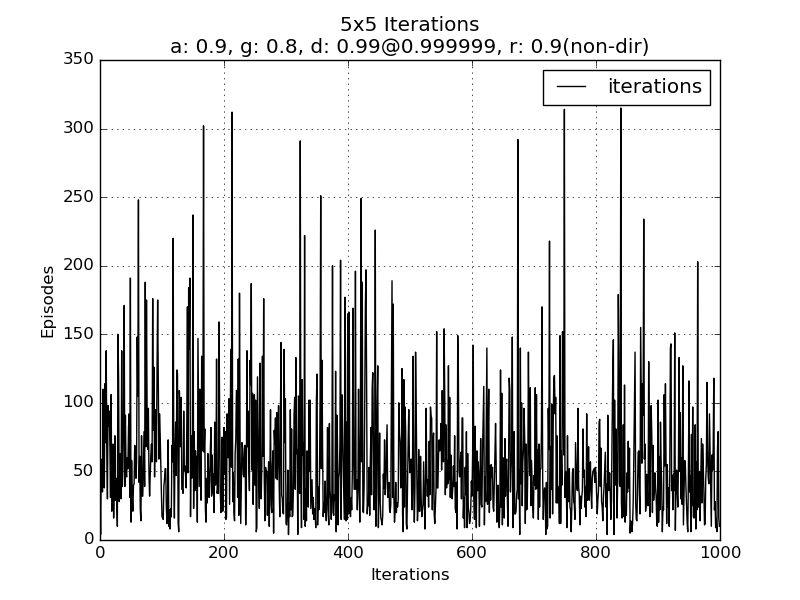 5x5 Iterations
a: 0.9, g: 0.8, d: 0.99@0.999999, r: 0.9(non-dir)
350
300
250
200
150
100
50
0
Episodes
iterations
0 200 400 600 800 1000
Iterations